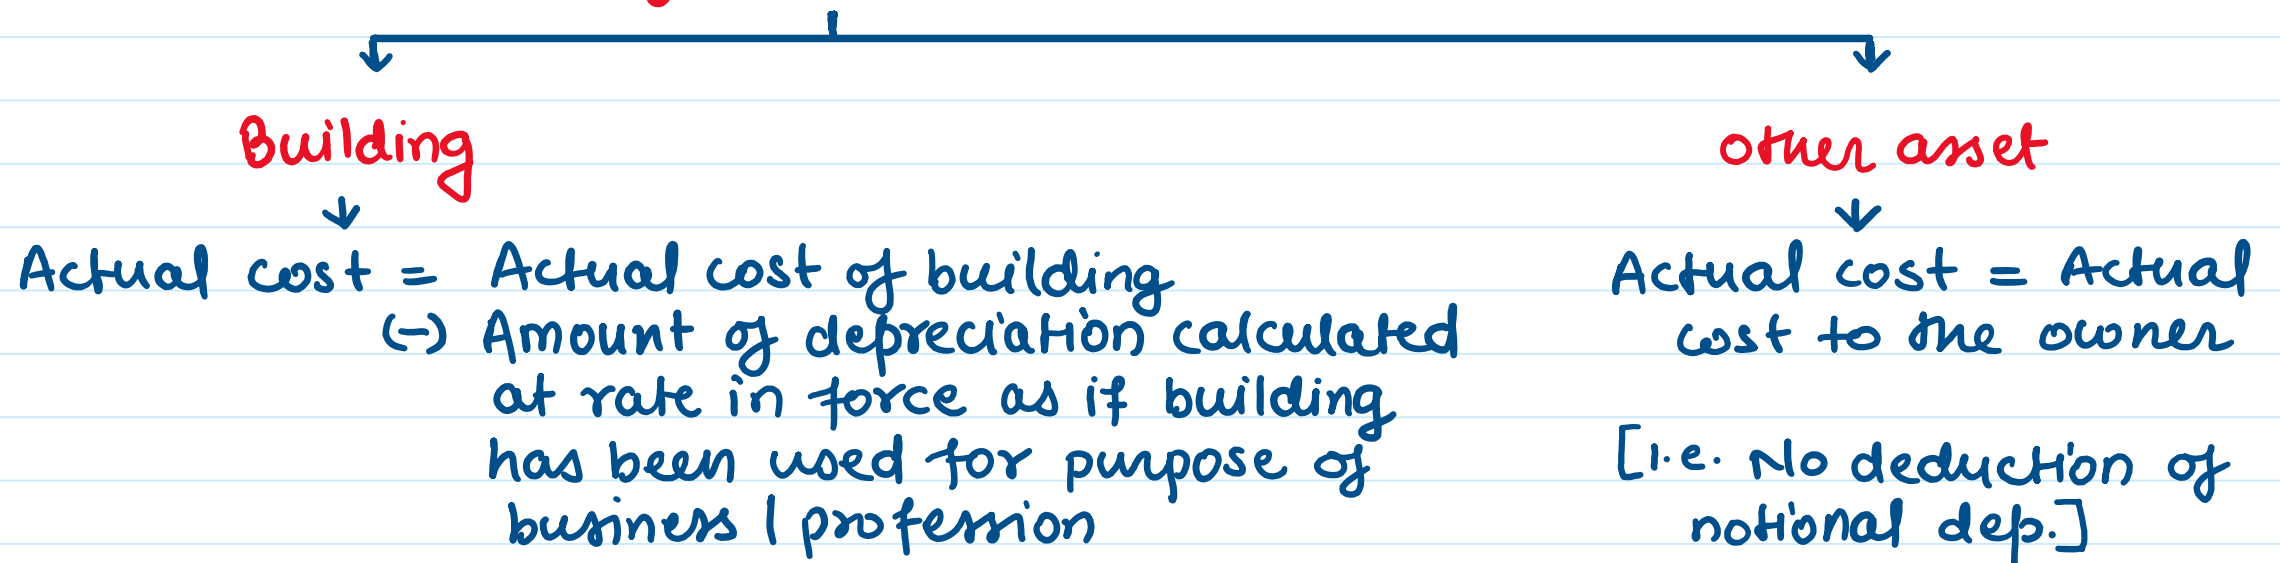 Building
Actual cost = Actual cost of building
(-) Amount of depreciation calculated
at rate in force as if building
has been used for purpose of
business / profession
other asset
Actual cost = Actual
cost to the owner
[i.e. No deduction of
notional dep.]